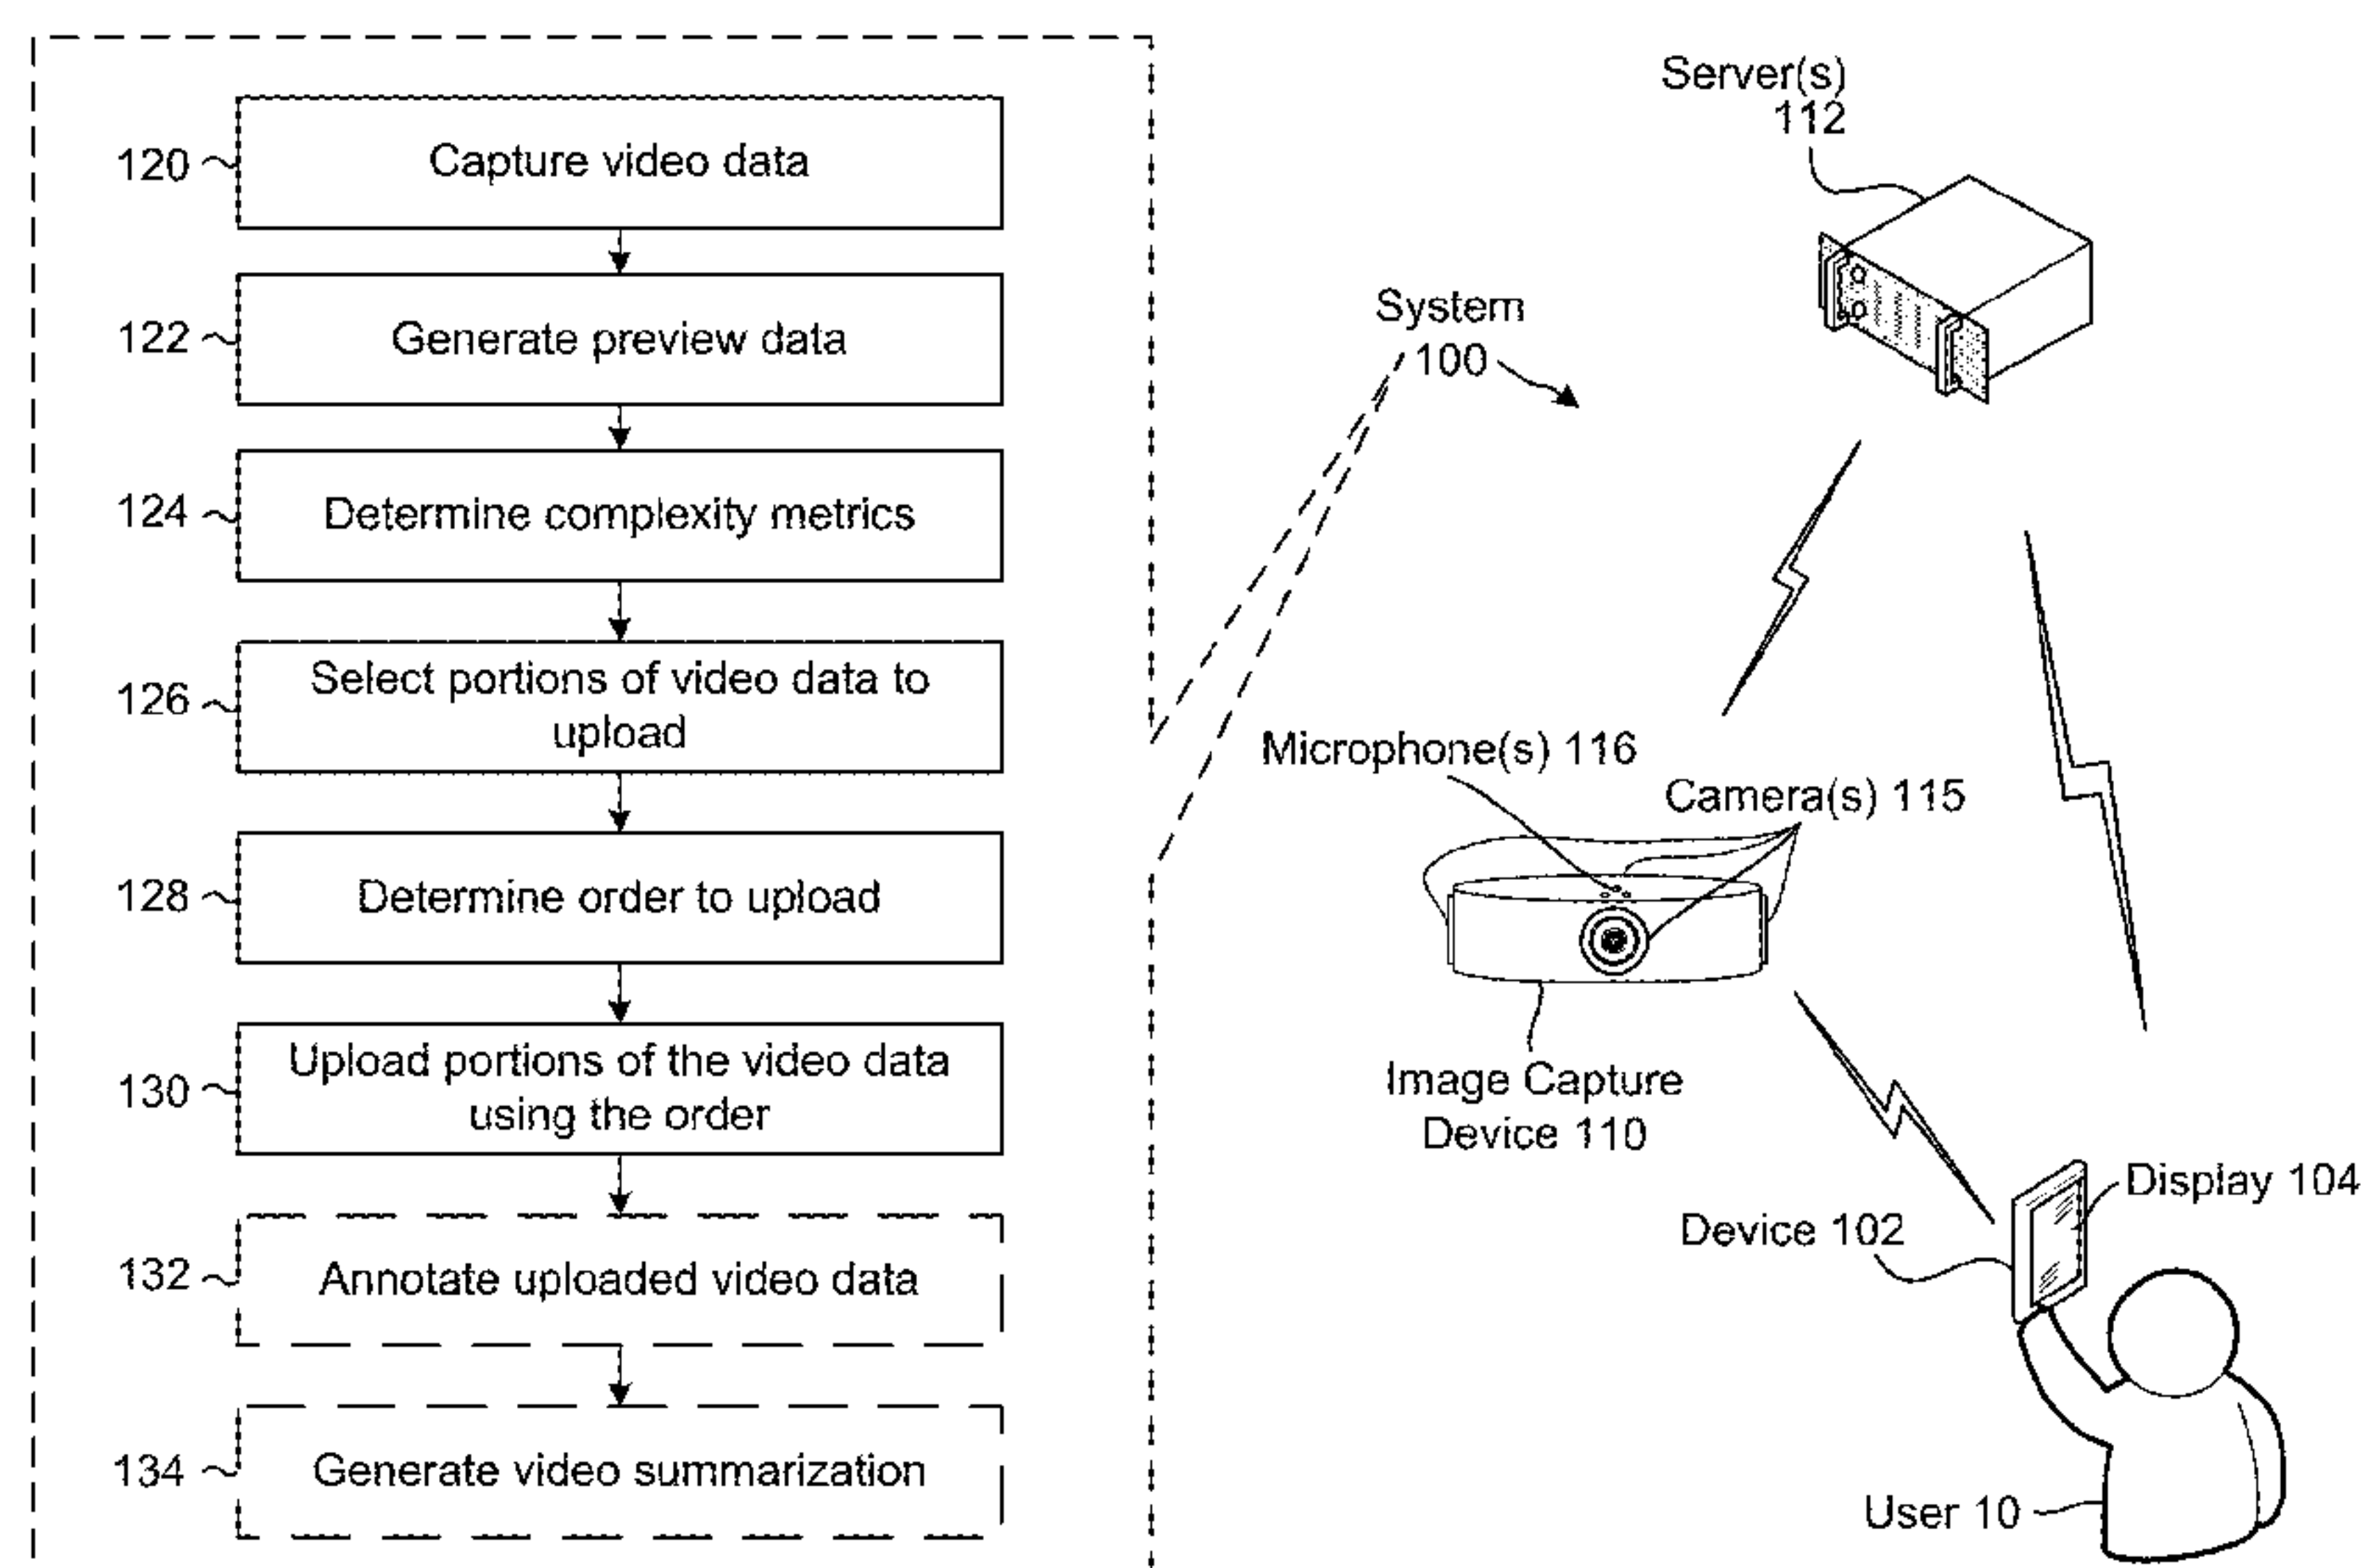 120
Capture video data
122
Generate preview data
124
Determine complexity metrics
126
Select portions of video data to
upload
128
Determine order to upload
130
Upload portions of the video data
using the order
132
Annotate uploaded video data
134
Generate video summarization
Server(s)
112
System
100
Microphone(s) 116
Camera(s) 115
Image Capture
Device 110
Display 104
Device 102
User 10